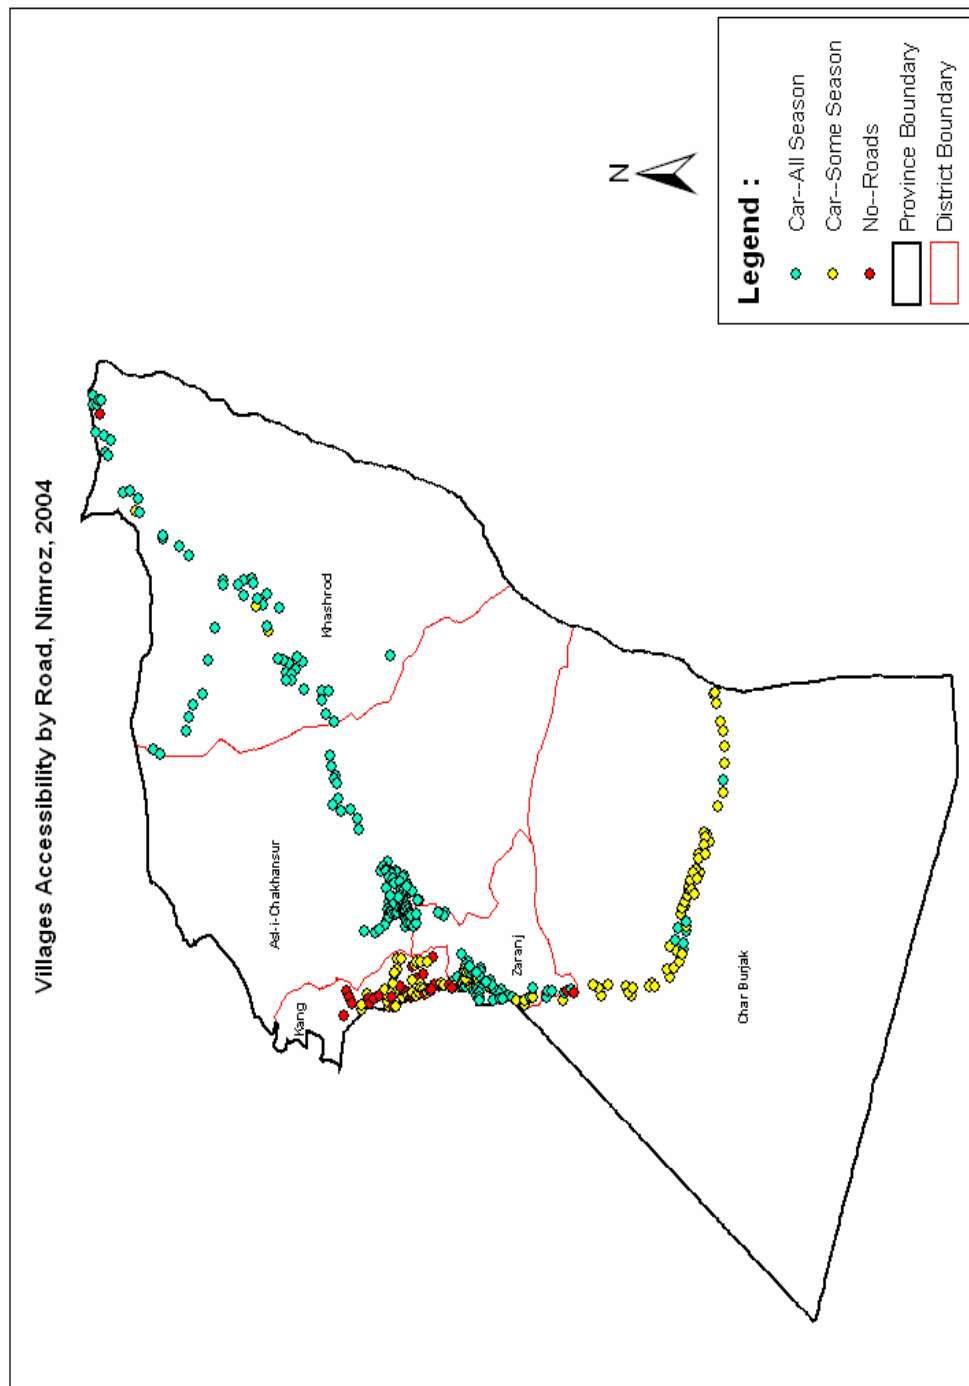 Villages Accessibility by Road, Nimroz, 2004
Khashrod
Asl-i-Chakhansur
Kang
Zaranj
Char Burjak
N
Legend :
Car--All Season
Car--Some Season
No--Roads
Province Boundary
District Boundary